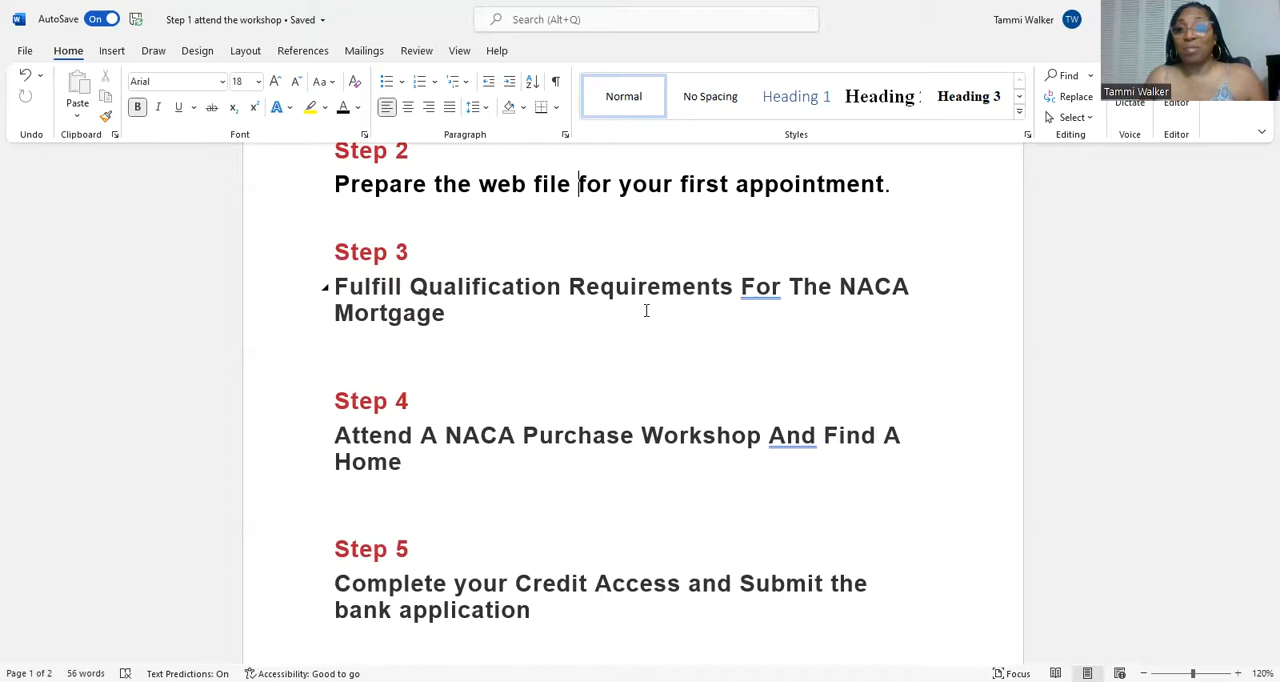 AutoSave On Step 1 attend the workshop • Saved Search (Alt+Q) Tammi Walker TW
File Home Insert Draw Design Layout References Mailings Review View Help
Paste Arial 18 Aa Normal No Spacing Heading 1 Heading Heading 3 Find Replace Select Dictate Editor
Tammi Walker
Undo Clipboard Font Paragraph Styles Editing Voice Editor
Step 2
Prepare the web file for your first appointment.
Step 3
Fulfill Qualification Requirements For The NACA
Mortgage
Step 4
Attend A NACA Purchase Workshop And Find A
Home
Step 5
Complete your Credit Access and Submit the
bank application
Page 1 of 2 56 words Text Predictions: On Accessibility: Good to go Focus 120%